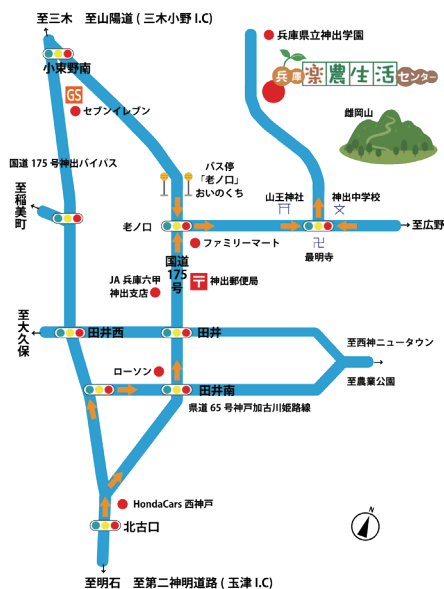 至三木　至山陽道 ( 三木小野 I.C)
小東野南
GS
セブンイレブン
兵庫県立神出学園
兵庫楽農生活センター
雌岡山
国道 175 号神出バイパス
バス停
「老ノ口」
おいのくち
至稲美町
山王神社
神出中学校
文
老ノ口
至広野
卍
最明寺
ファミリーマート
国道
175
号
JA 兵庫六甲
神出支店
〒
神出郵便局
至大久保
田井西
田井
至西神ニュータウン
ローソン
至農業公園
田井南
県道 65 号神戸加古川姫路線
HondaCars 西神戸
北古口
N
至明石　至第二神明道路 ( 玉津 I.C)